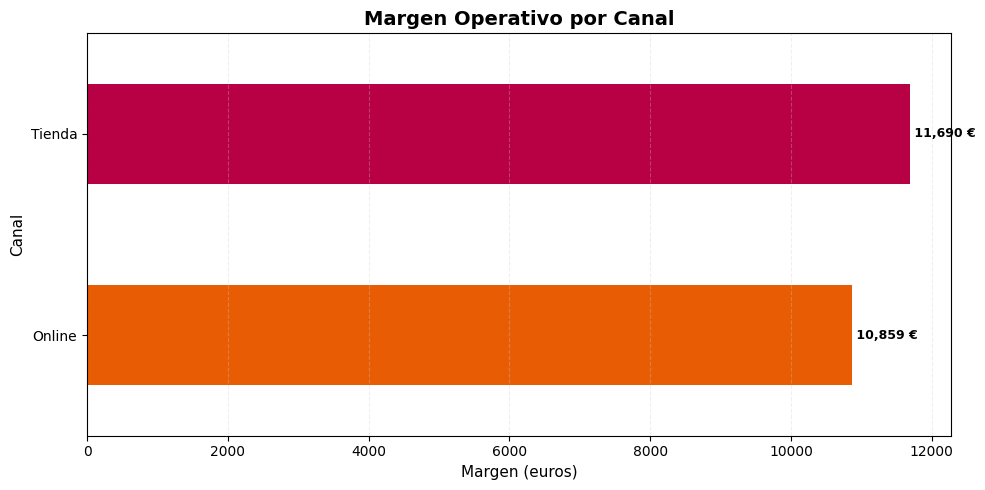 Margen Operativo por Canal
Canal
Tienda
11,690 €
Online
10,859 €
0 2000 4000 6000 8000 10000 12000
Margen (euros)